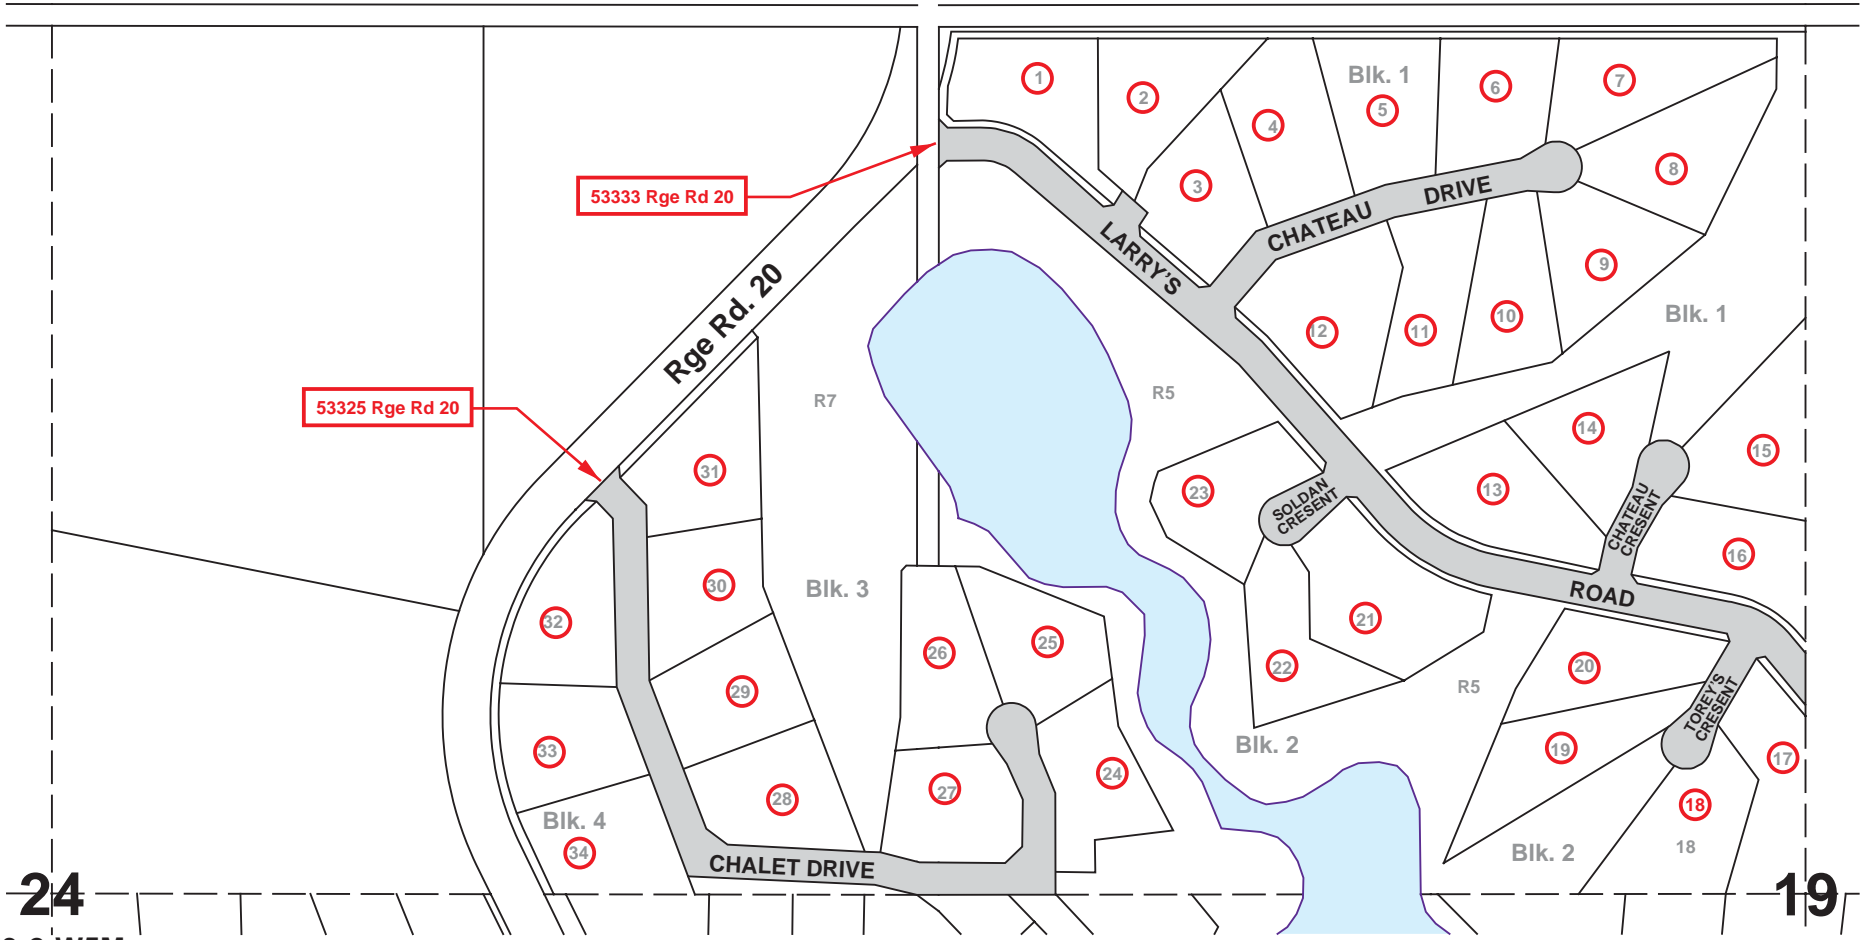 1
2
3
4
Blk. 1
5
6
7
8
9
10
11
12
53333 Rge Rd 20
LARRY'S
CHATEAU DRIVE
Rge Rd. 20
Blk. 1
53325 Rge Rd 20
R7
R5
14
15
13
31
23
SOLDAN
CRESENT
CHATEAU
CRESENT
16
30
Blk. 3
ROAD
32
21
26
25
22
20
29
R5
TOREY'S
CRESENT
33
Blk. 2
19
17
28
27
24
18
Blk. 4
34
18
Blk. 2
CHALET DRIVE
24
19